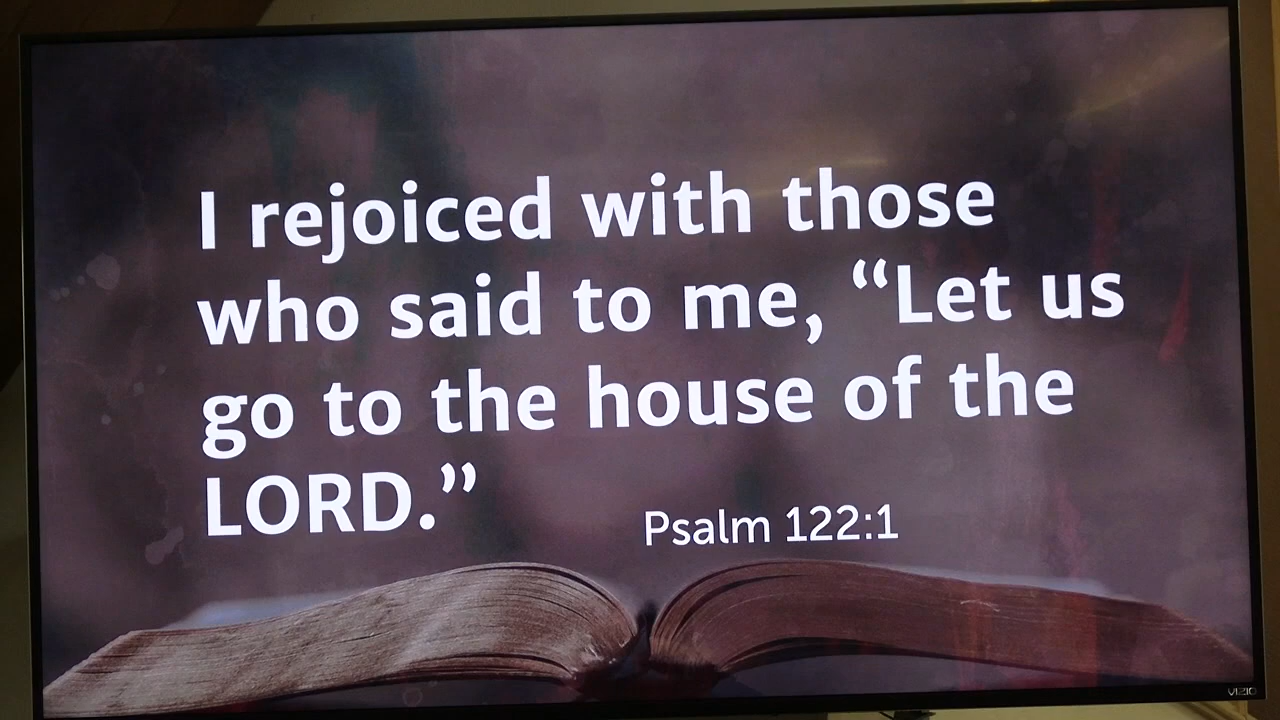 I rejoiced with those
who said to me, “Let us
go to the house of the
LORD.”
Psalm 122:1
VIZIO